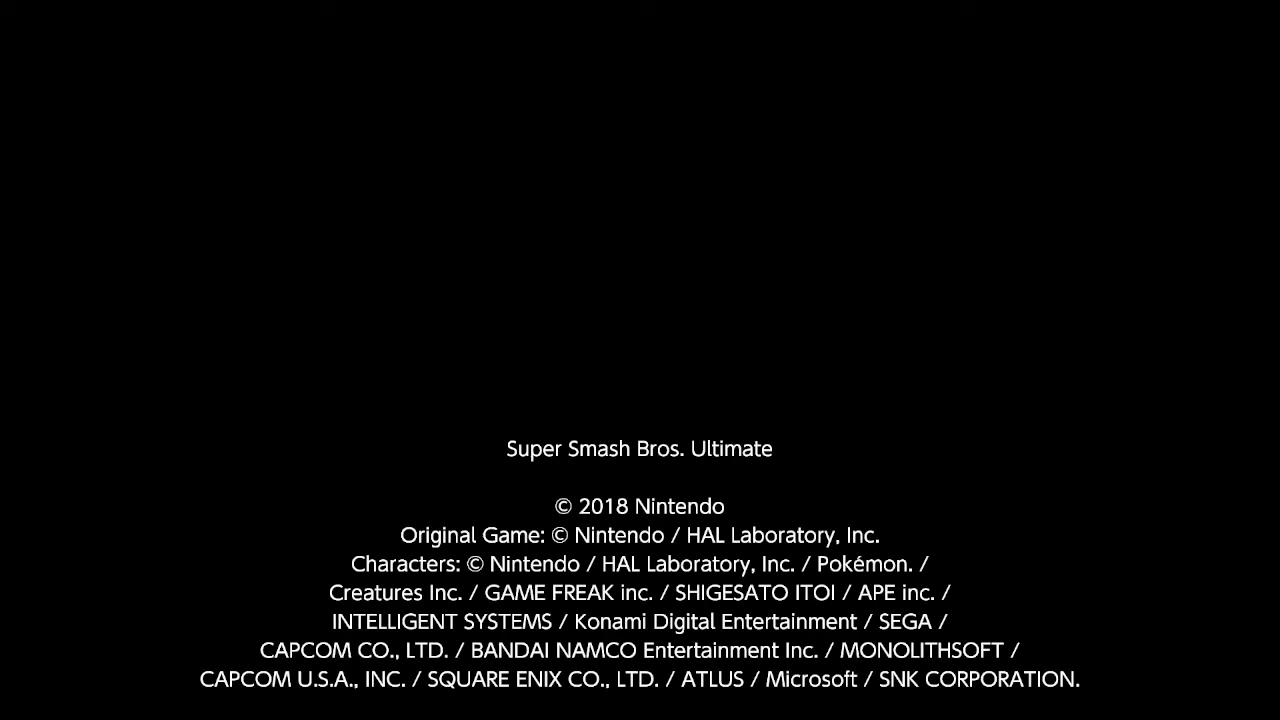 Super Smash Bros. Ultimate
© 2018 Nintendo
Original Game: © Nintendo / HAL Laboratory, Inc.
Characters: © Nintendo / HAL Laboratory, Inc. / Pokémon. /
Creatures Inc. / GAME FREAK inc. / SHIGESATO ITOI / APE inc. /
INTELLIGENT SYSTEMS / Konami Digital Entertainment / SEGA /
CAPCOM CO., LTD. / BANDAI NAMCO Entertainment Inc. / MONOLITHSOFT /
CAPCOM U.S.A., INC. / SQUARE ENIX CO., LTD. / ATLUS / Microsoft / SNK CORPORATION.